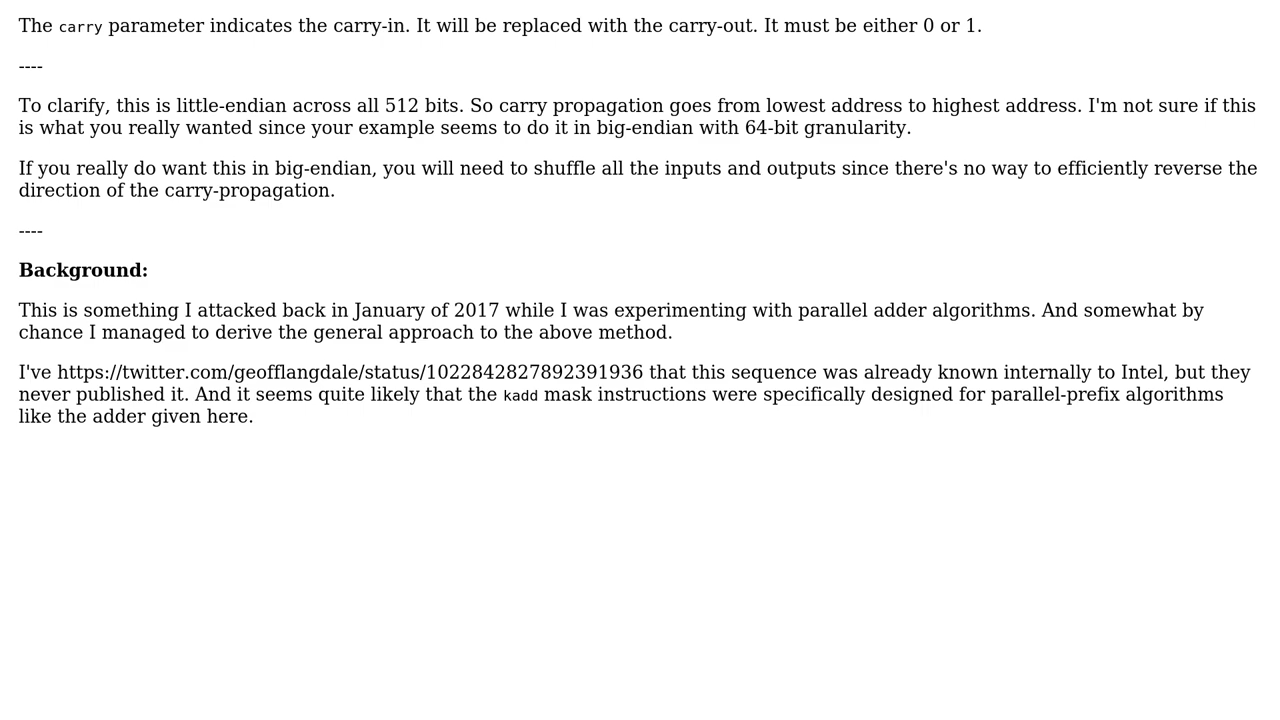 The carry parameter indicates the carry-in. It will be replaced with the carry-out. It must be either 0 or 1.
----
To clarify, this is little-endian across all 512 bits. So carry propagation goes from lowest address to highest address. I'm not sure if this
is what you really wanted since your example seems to do it in big-endian with 64-bit granularity.
If you really do want this in big-endian, you will need to shuffle all the inputs and outputs since there's no way to efficiently reverse the
direction of the carry-propagation.
----
Background:
This is something I attacked back in January of 2017 while I was experimenting with parallel adder algorithms. And somewhat by
chance I managed to derive the general approach to the above method.
I've https://twitter.com/geofflangdale/status/1022842827892391936 that this sequence was already known internally to Intel, but they
never published it. And it seems quite likely that the kadd mask instructions were specifically designed for parallel-prefix algorithms
like the adder given here.